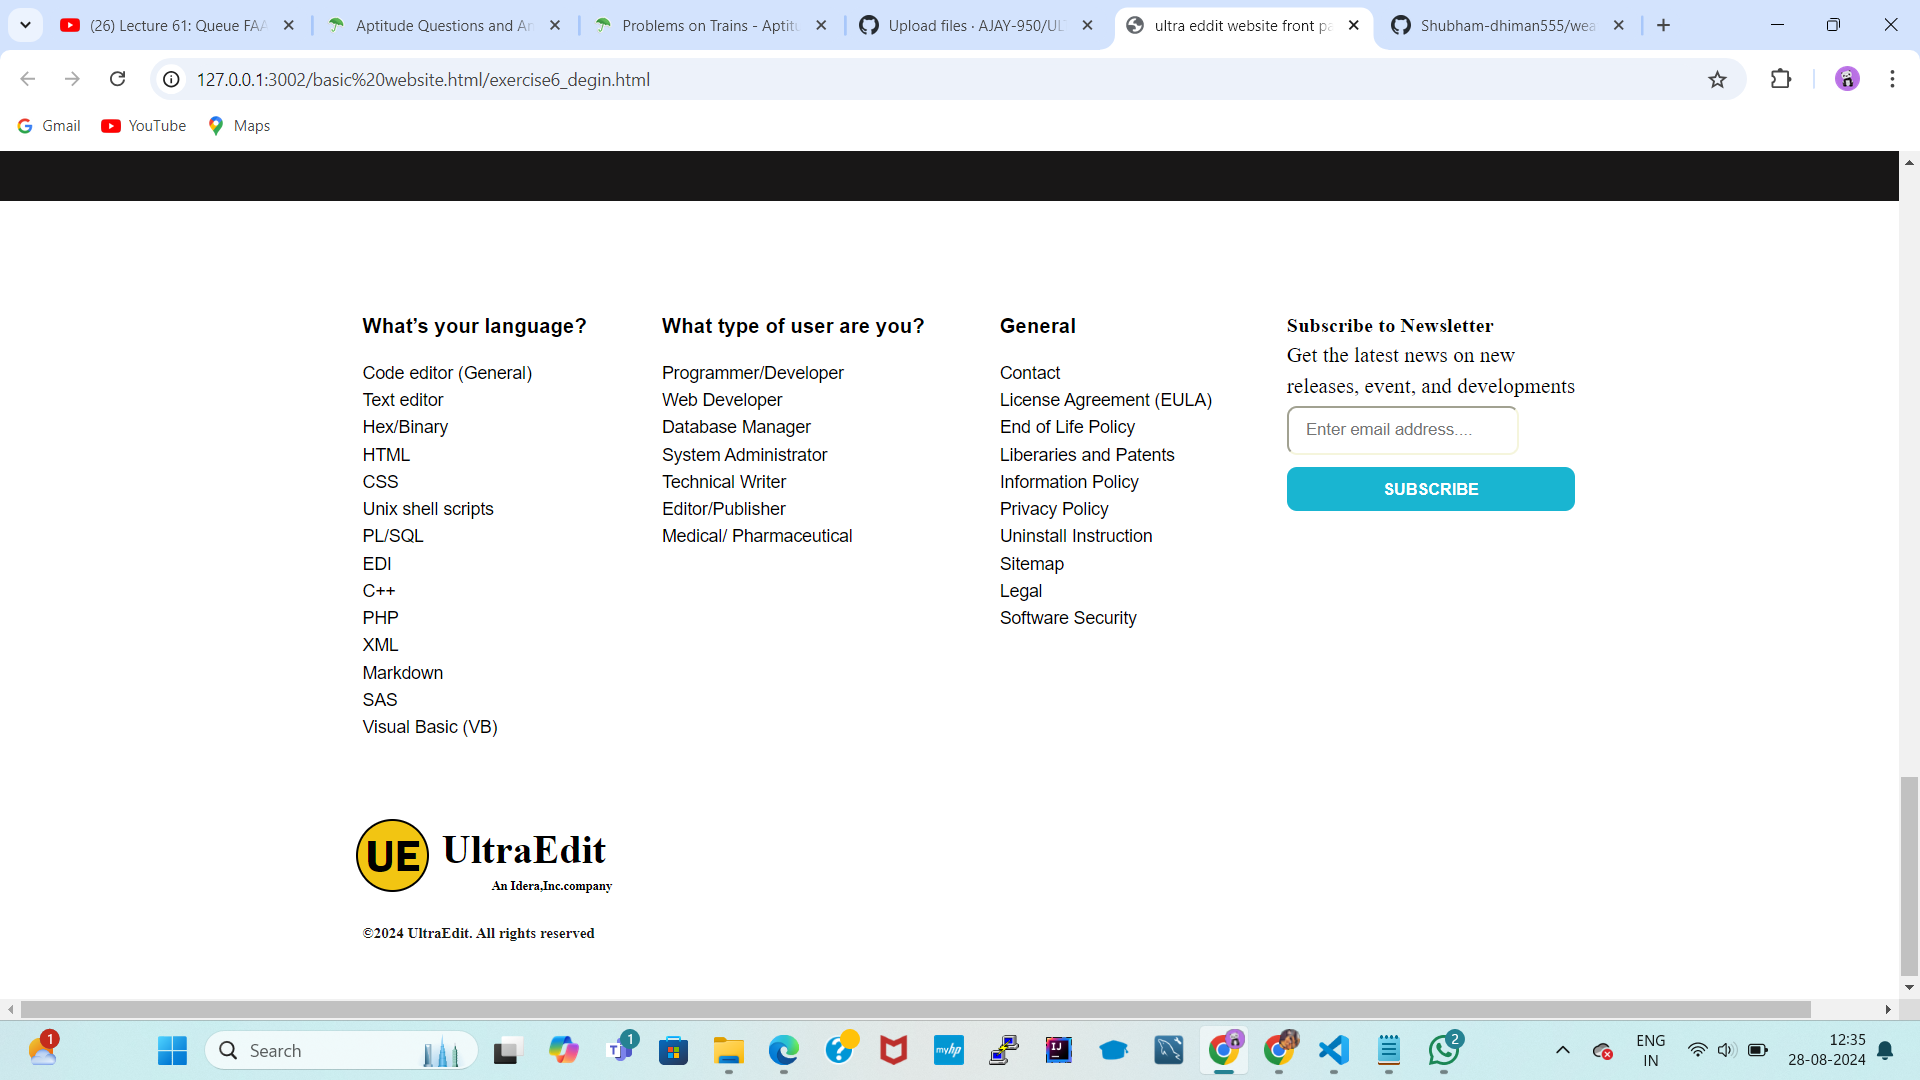 (26) Lecture 61: Queue FAA
Aptitude Questions and An
Problems on Trains - Aptitu
Upload files · AJAY-950/UL
ultra eddit website front pa
Shubham-dhiman555/wea
127.0.0.1:3002/basic%20website.html/exercise6_degin.html
Gmail
YouTube
Maps
What’s your language?
Code editor (General)
Text editor
Hex/Binary
HTML
CSS
Unix shell scripts
PL/SQL
EDI
C++
PHP
XML
Markdown
SAS
Visual Basic (VB)
What type of user are you?
Programmer/Developer
Web Developer
Database Manager
System Administrator
Technical Writer
Editor/Publisher
Medical/ Pharmaceutical
General
Contact
License Agreement (EULA)
End of Life Policy
Liberaries and Patents
Information Policy
Privacy Policy
Uninstall Instruction
Sitemap
Legal
Software Security
Subscribe to Newsletter
Get the latest news on new
releases, event, and developments
Enter email address....
SUBSCRIBE
UE
UltraEdit
An Idera,Inc.company
©2024 UltraEdit. All rights reserved
1
Search
1
myhp
IJ
2
ENG
IN
12:35
28-08-2024